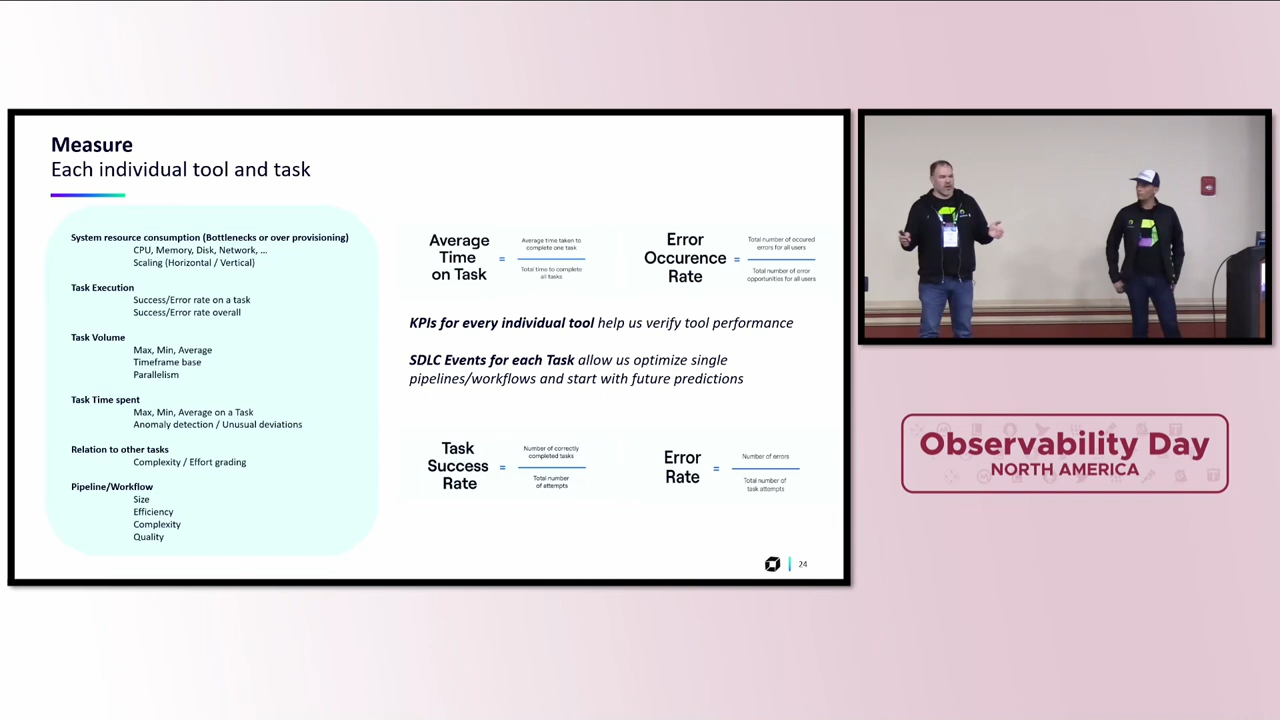 Measure
Each individual tool and task
System resource consumption (Bottlenecks or over provisioning)
CPU, Memory, Disk, Network, ...
Scaling (Horizontal / Vertical)
Task Execution
Success/Error rate on a task
Success/Error rate overall
Task Volume
Max, Min, Average
Timeframe base
Parallelism
Task Time spent
Max, Min, Average on a Task
Anomaly detection / Unusual deviations
Relation to other tasks
Complexity / Effort grading
Pipeline/Workflow
Size
Efficiency
Complexity
Quality
Average
Time
on Task
=
Average time taken to
complete one task
Total time to complete
all tasks
Error
Occurence
Rate
=
Total number of occured
errors for all users
Total number of error
opportunities for all users
KPIs for every individual tool help us verify tool performance
SDLC Events for each Task allow us optimize single
pipelines/workflows and start with future predictions
Task
Success
Rate
=
Number of correctly
completed tasks
Total number
of attempts
Error
Rate
=
Number of errors
Total number of
task attempts
24
Observability Day
NORTH AMERICA